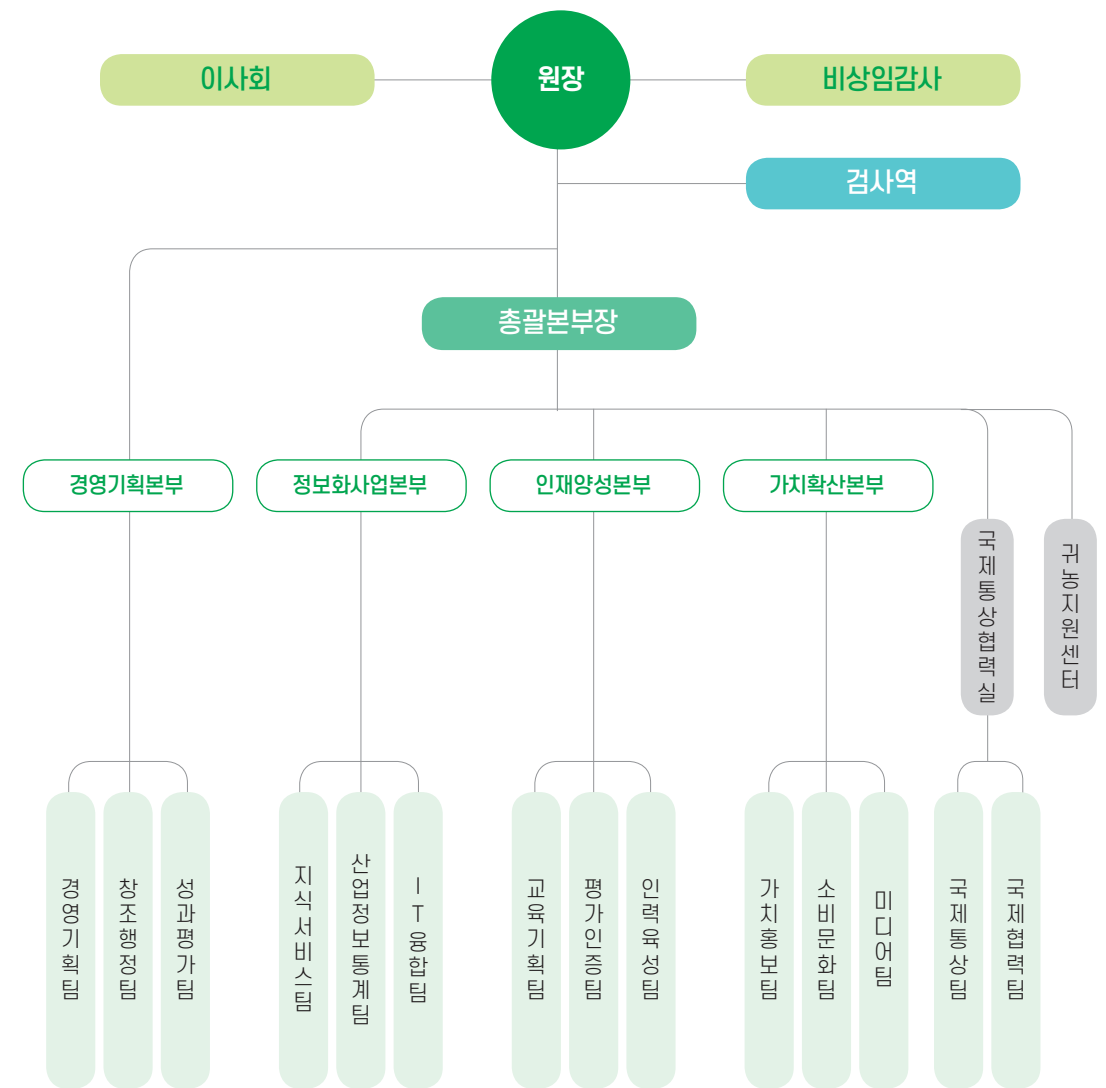 이사회
원장
비상임감사
검사역
총괄본부장
경영기획본부
정보화사업본부
인재양성본부
가치확산본부
국제통상협력실
귀농지원센터
경영기획팀
창조행정팀
성과평가팀
지식서비스팀
산업정보통계팀
IT융합팀
교육기획팀
평가인증팀
인력육성팀
가치홍보팀
소비문화팀
미디어팀
국제통상팀
국제협력팀